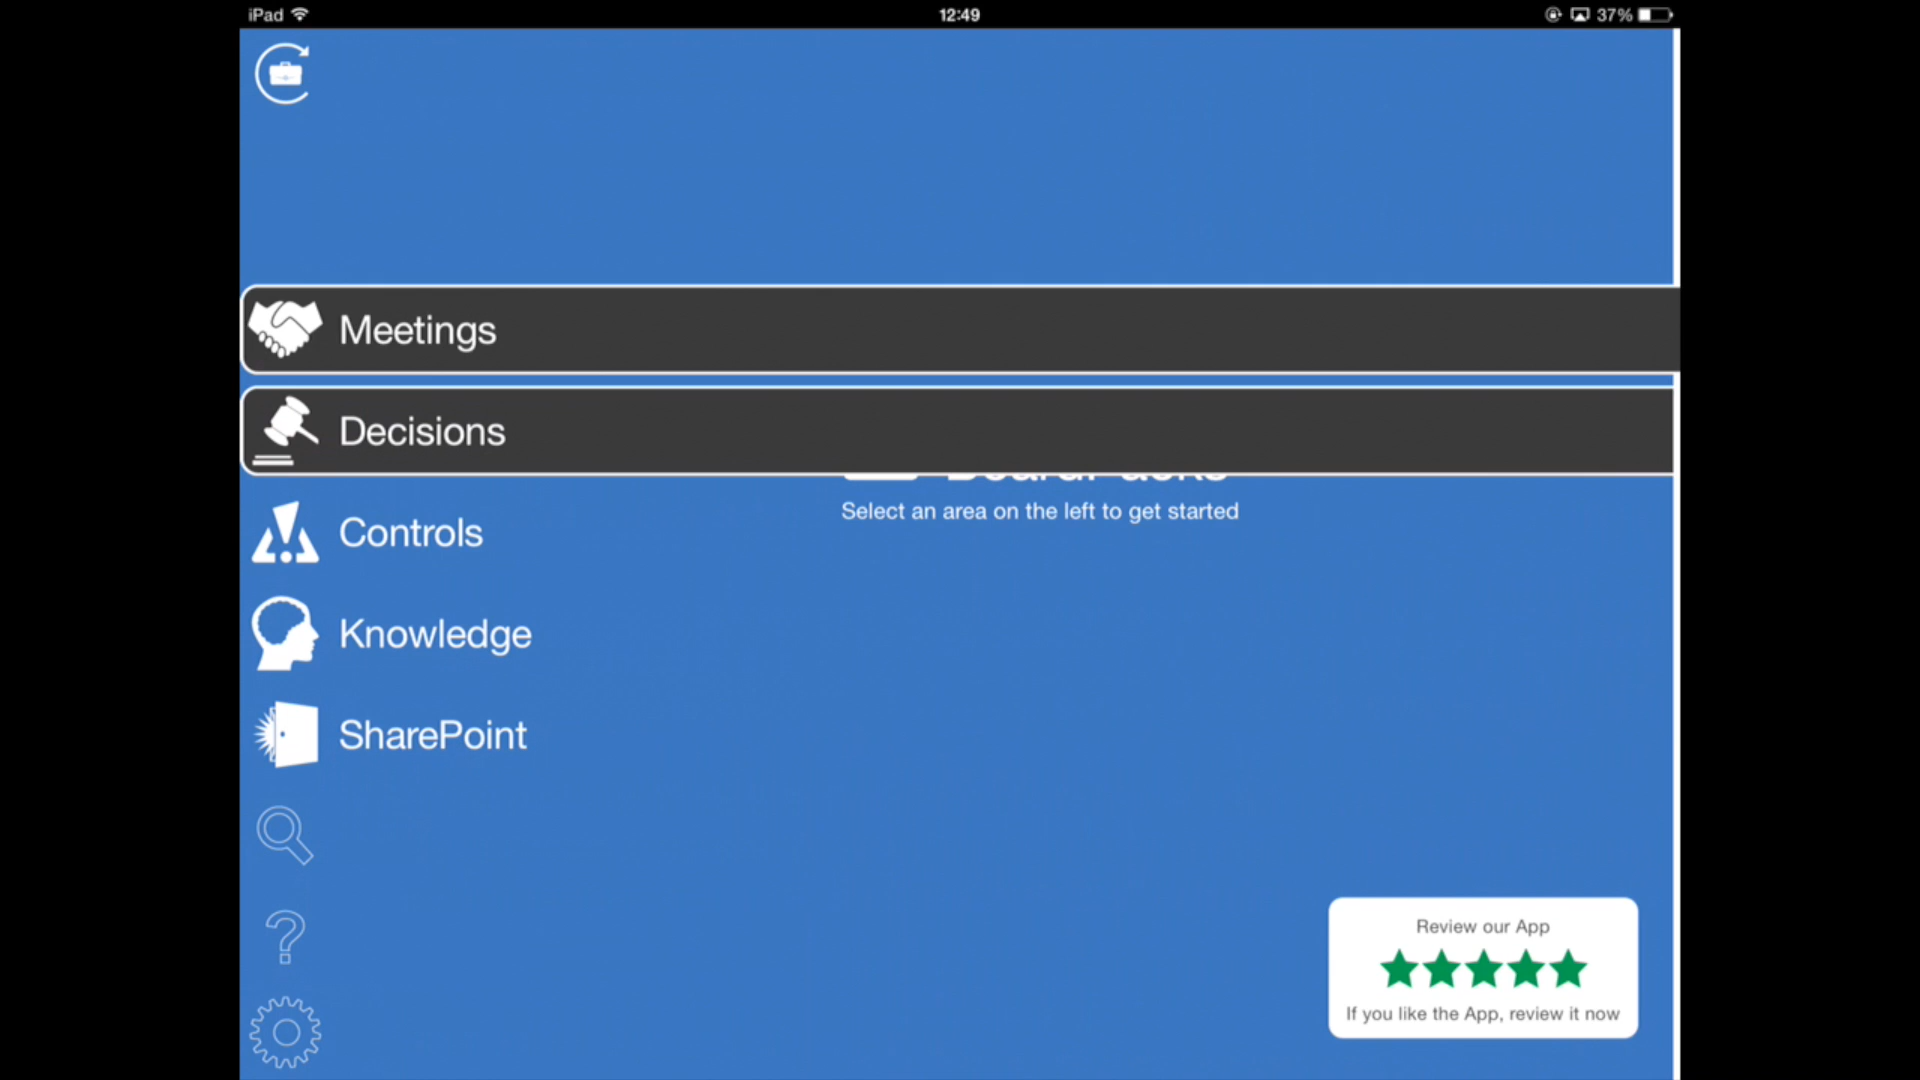 iPad
12:49
37%
Meetings
Decisions
Select an area on the left to get started
Controls
Knowledge
SharePoint
Review our App
If you like the App, review it now